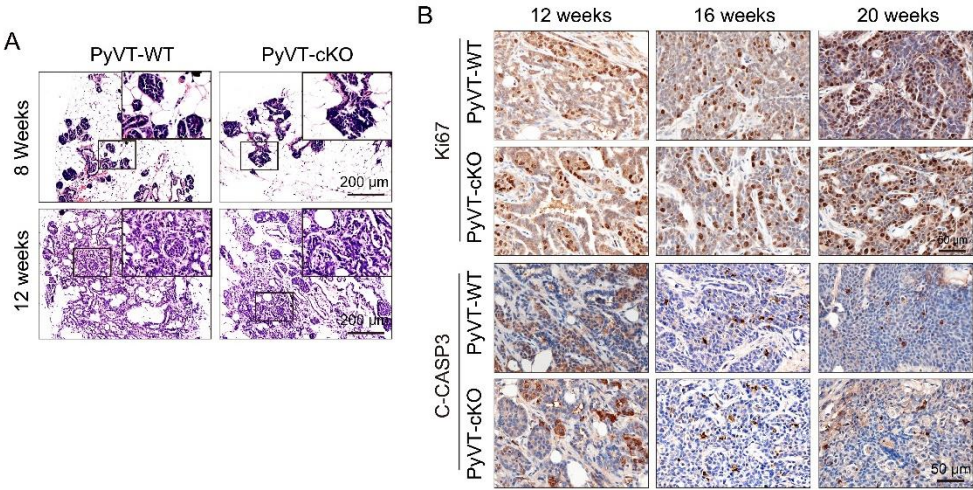 A
PyVT-WT
PyVT-cKO
8 Weeks
200 µm
12 weeks
200 µm
B
12 weeks
16 weeks
20 weeks
Ki67
PyVT-WT
PyVT-cKO
50 µm
C-CASP3
PyVT-WT
PyVT-cKO
50 µm